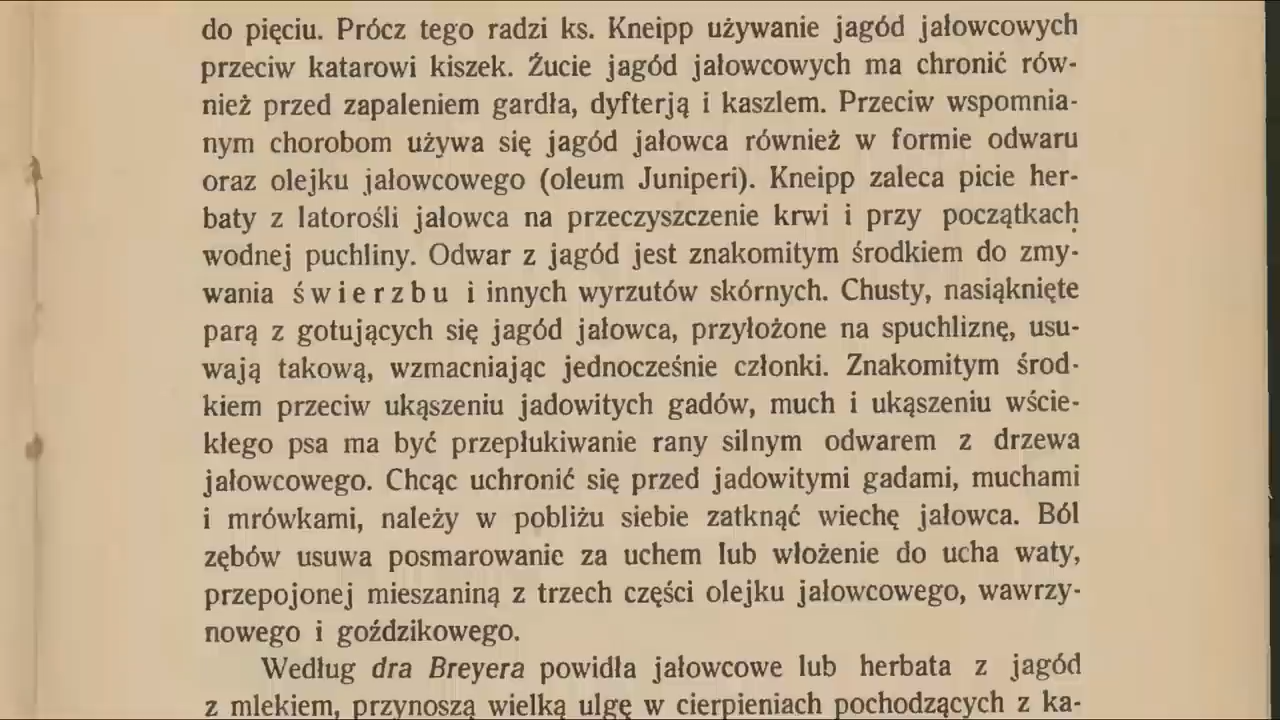 do pięciu. Prócz tego radzi ks. Kneipp używanie jagód jałowcowych
przeciw katarowi kiszek. Żucie jagód jałowcowych ma chronić rów-
nież przed zapaleniem gardła, dyfterją i kaszlem. Przeciw wspomnia-
nym chorobom używa się jagód jałowca również w formie odwaru
oraz olejku jałowcowego (oleum Juniperi). Kneipp zaleca picie her-
baty z latorośli jałowca na przeczyszczenie krwi i przy początkach
wodnej puchliny. Odwar z jagód jest znakomitym środkiem do zmy-
wania świerzbu i innych wyrzutów skórnych. Chusty, nasiąknięte
parą z gotujących się jagód jałowca, przyłożone na spuchliznę, usu-
wają takową, wzmacniając jednocześnie członki. Znakomitym środ-
kiem przeciw ukąszeniu jadowitych gadów, much i ukąszeniu wście-
kłego psa ma być przepłukiwanie rany silnym odwarem z drzewa
jałowcowego. Chcąc uchronić się przed jadowitymi gadami, muchami
i mrówkami, należy w pobliżu siebie zatknąć wiechę jałowca. Ból
zębów usuwa posmarowanie za uchem lub włożenie do ucha waty,
przepojonej mieszaniną z trzech części olejku jałowcowego, wawrzy-
nowego i goździkowego.
Według dra Breyera powidła jałowcowe lub herbata z jagód
z mlekiem, przynoszą wielką ulgę w cierpieniach pochodzących z ka-